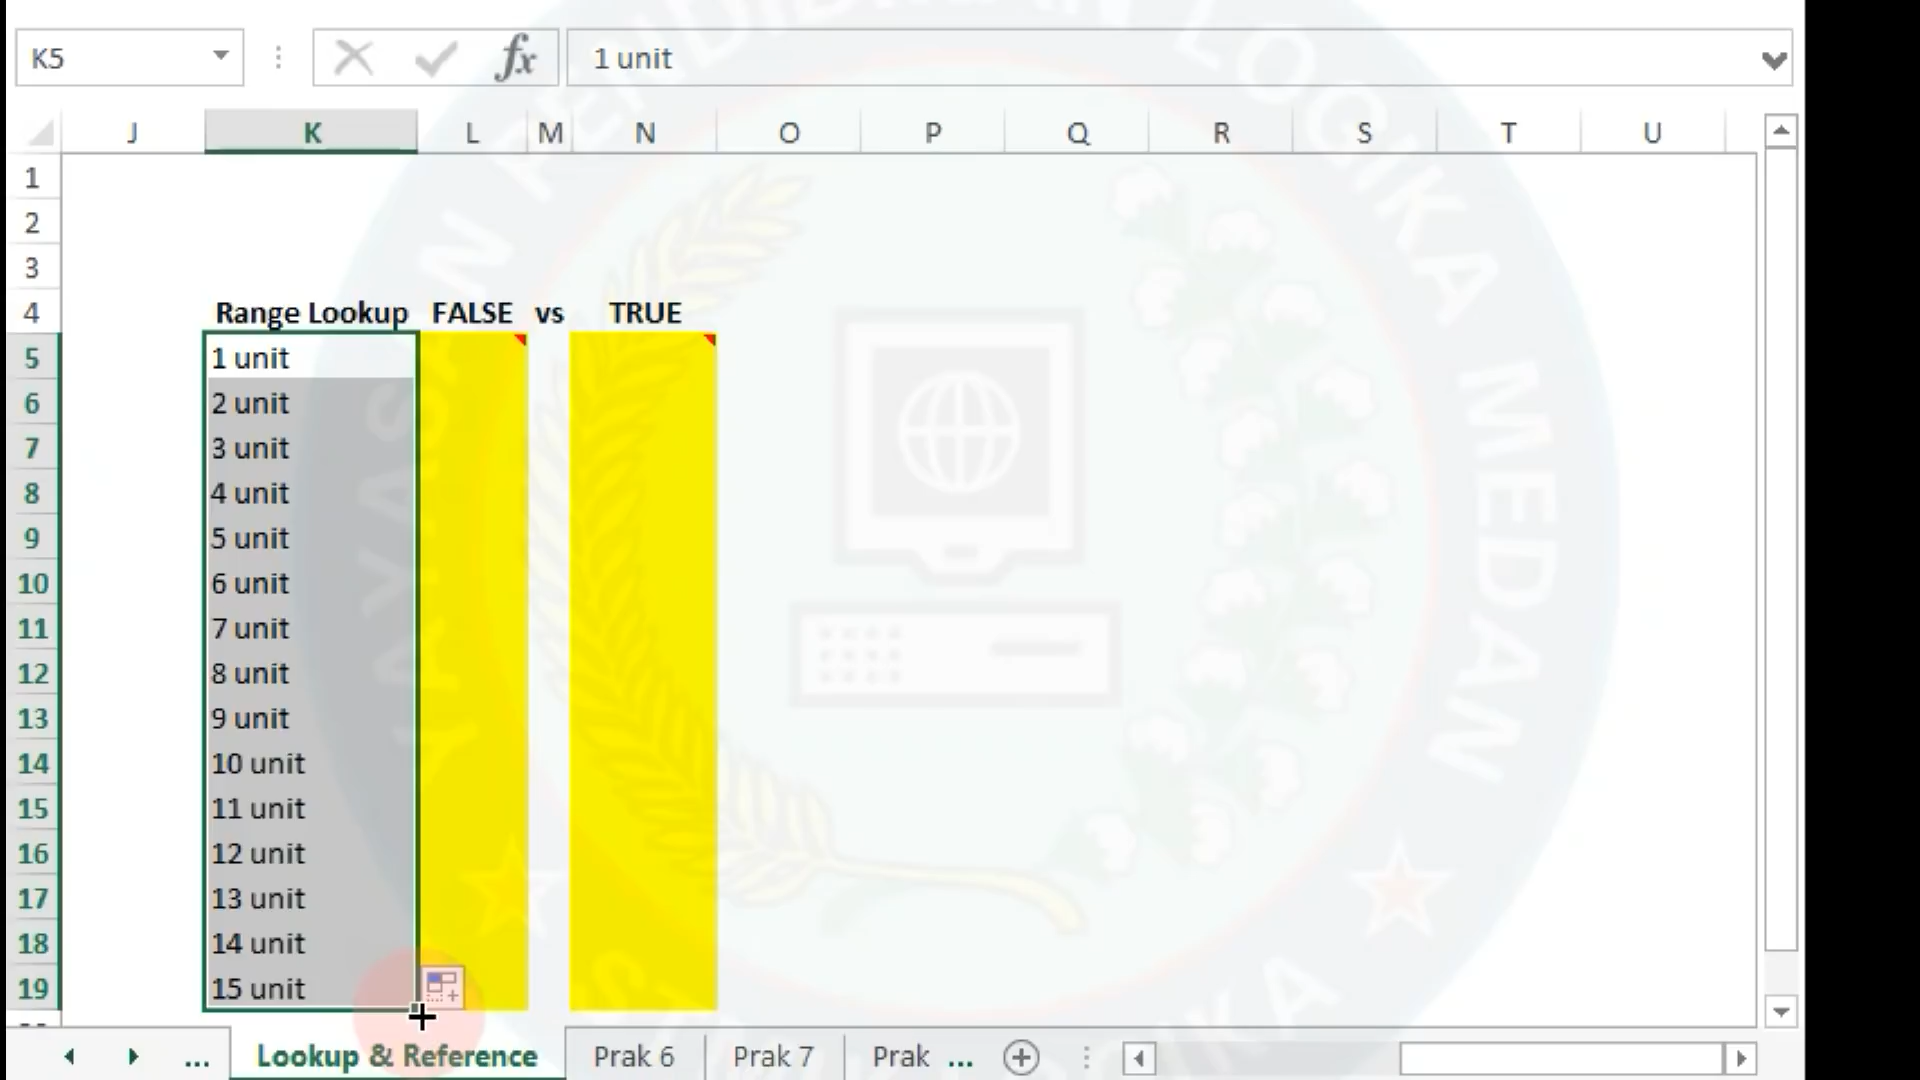 K5
fx
1 unit
J K L M N O P Q R S T U
1
2
3
4 Range Lookup FALSE vs TRUE
5 1 unit
6 2 unit
7 3 unit
8 4 unit
9 5 unit
10 6 unit
11 7 unit
12 8 unit
13 9 unit
14 10 unit
15 11 unit
16 12 unit
17 13 unit
18 14 unit
19 15 unit
... Lookup & Reference Prak 6 Prak 7 Prak ...
LOGIKA MEDAN